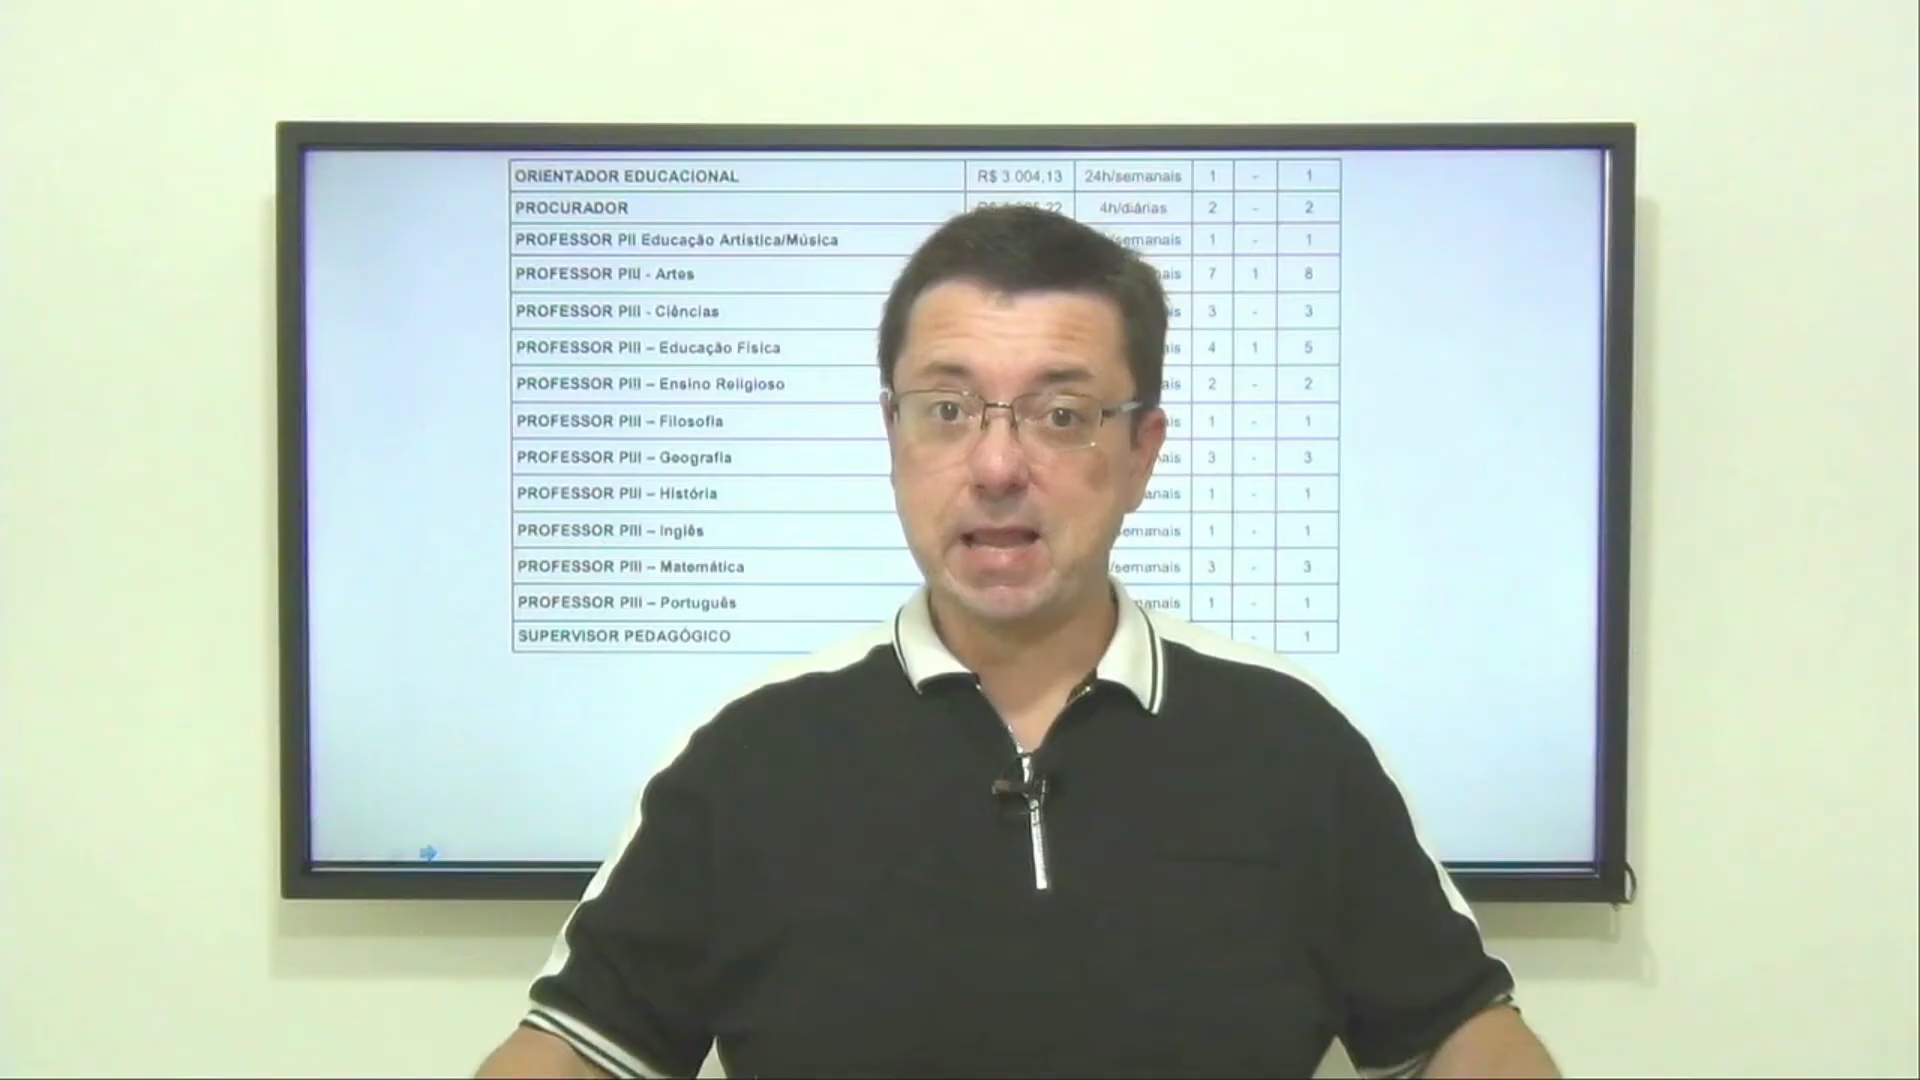 ORIENTADOR EDUCACIONAL R$ 3.004,13 24h/semanais 1 - 1
PROCURADOR 4h/diárias 2 - 2
PROFESSOR PII Educação Artística/Música semanais 1 - 1
PROFESSOR PIII - Artes 7 1 8
PROFESSOR PIII - Ciências 3 - 3
PROFESSOR PIII – Educação Física 4 1 5
PROFESSOR PIII – Ensino Religioso 2 - 2
PROFESSOR PIII – Filosofia 1 - 1
PROFESSOR PIII – Geografia 3 - 3
PROFESSOR PIII – História 1 - 1
PROFESSOR PIII – Inglês 1 - 1
PROFESSOR PIII – Matemática /semanais 3 - 3
PROFESSOR PIII – Português 1 - 1
SUPERVISOR PEDAGÓGICO - 1